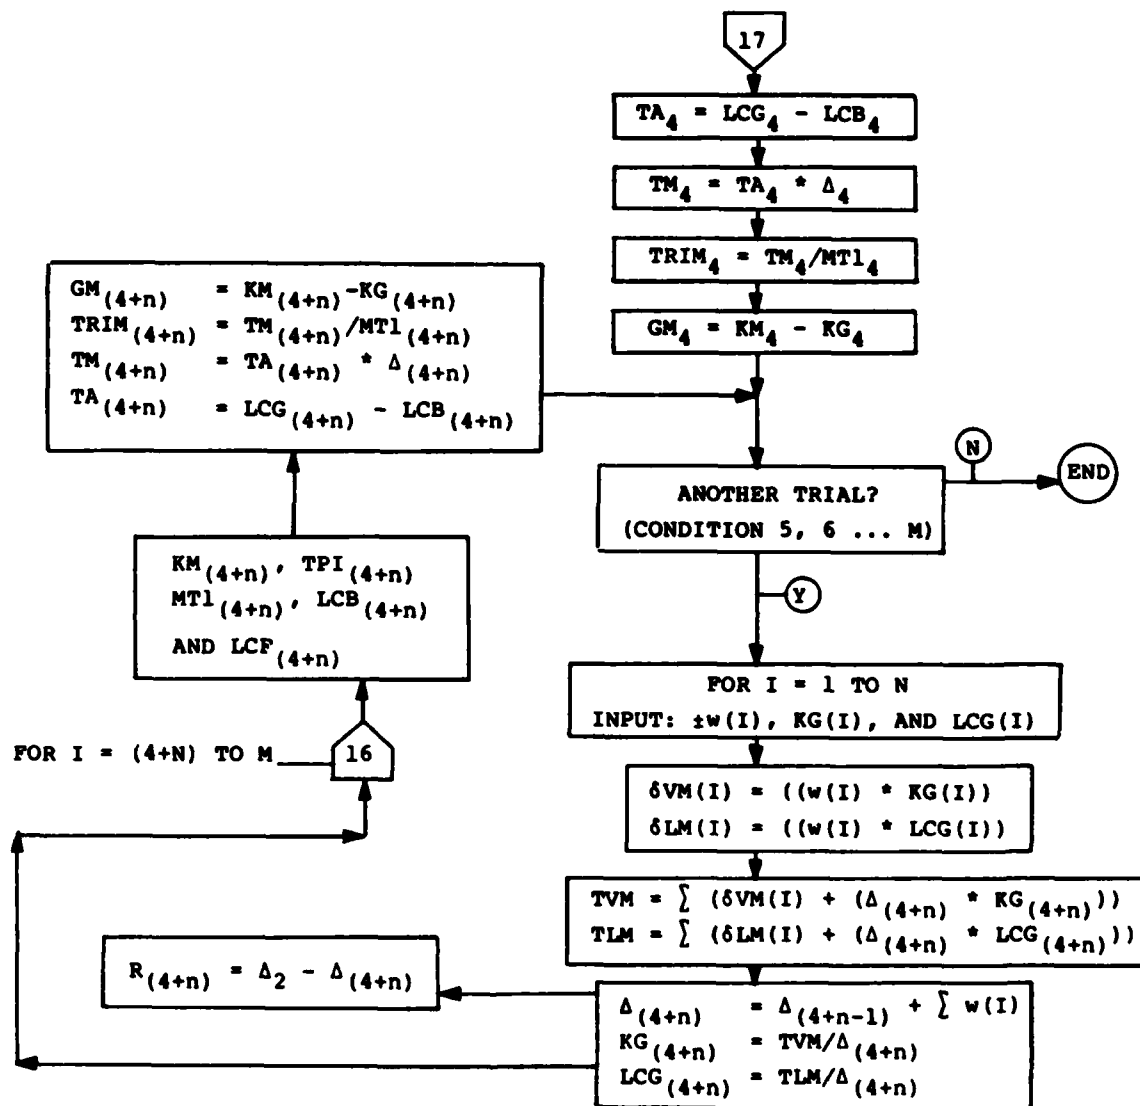 17
TA₄ = LCG₄ - LCB₄
TM₄ = TA₄ * Δ₄
TRIM₄ = TM₄/MT1₄
GM₄ = KM₄ - KG₄
GM₍₄₊ₙ₎ = KM₍₄₊ₙ₎-KG₍₄₊ₙ₎
TRIM₍₄₊ₙ₎ = TM₍₄₊ₙ₎/MT1₍₄₊ₙ₎
TM₍₄₊ₙ₎ = TA₍₄₊ₙ₎ * Δ₍₄₊ₙ₎
TA₍₄₊ₙ₎ = LCG₍₄₊ₙ₎ - LCB₍₄₊ₙ₎
ANOTHER TRIAL?
(CONDITION 5, 6 ... M)
N
END
Y
KM₍₄₊ₙ₎, TPI₍₄₊ₙ₎
MT1₍₄₊ₙ₎, LCB₍₄₊ₙ₎
AND LCF₍₄₊ₙ₎
FOR I = (4+N) TO M
16
FOR I = 1 TO N
INPUT: ±w(I), KG(I), AND LCG(I)
δVM(I) = ((w(I) * KG(I))
δLM(I) = ((w(I) * LCG(I))
TVM = ∑ (δVM(I) + (Δ₍₄₊ₙ₎ * KG₍₄₊ₙ₎))
TLM = ∑ (δLM(I) + (Δ₍₄₊ₙ₎ * LCG₍₄₊ₙ₎))
R₍₄₊ₙ₎ = Δ₂ - Δ₍₄₊ₙ₎
Δ₍₄₊ₙ₎ = Δ₍₄₊ₙ₋₁₎ + ∑ w(I)
KG₍₄₊ₙ₎ = TVM/Δ₍₄₊ₙ₎
LCG₍₄₊ₙ₎ = TLM/Δ₍₄₊ₙ₎